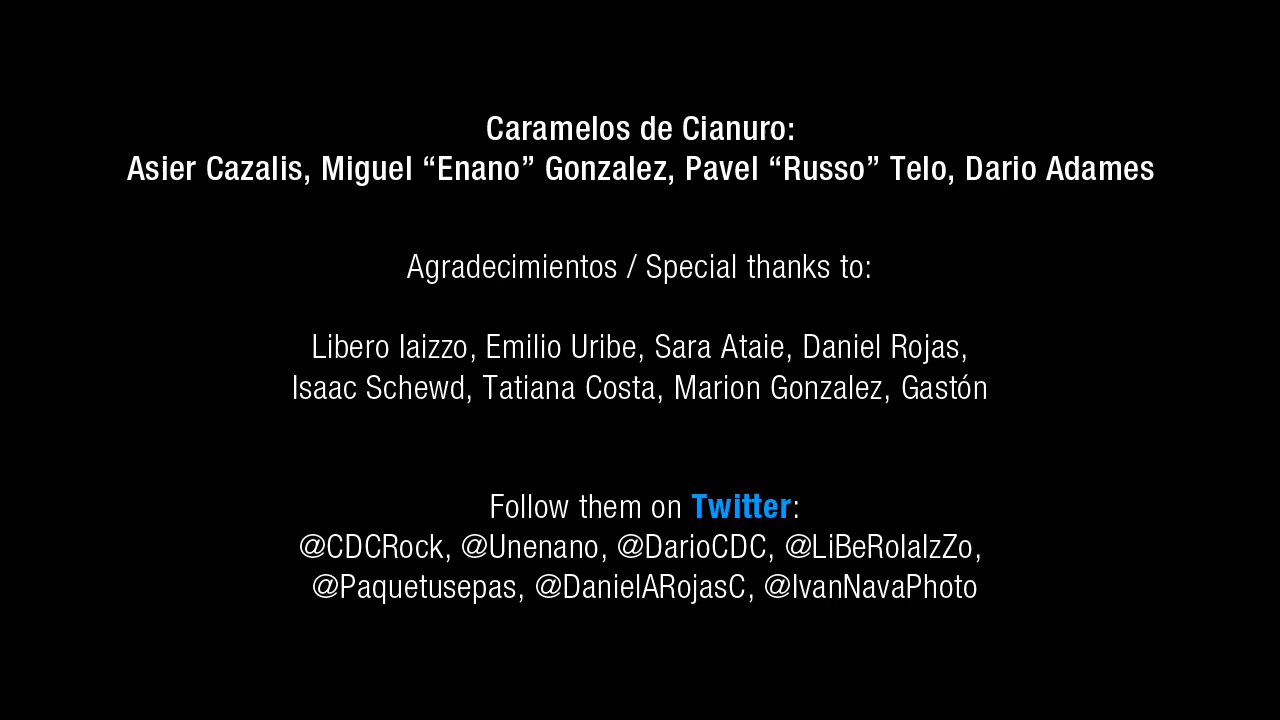 Caramelos de Cianuro:
Asier Cazalis, Miguel “Enano” Gonzalez, Pavel “Russo” Telo, Dario Adames
Agradecimientos / Special thanks to:
Libero Iaizzo, Emilio Uribe, Sara Ataie, Daniel Rojas,
Isaac Schewd, Tatiana Costa, Marion Gonzalez, Gastón
Follow them on Twitter:
@CDCRock, @Unenano, @DarioCDC, @LiBeRoIaIzZo,
@Paquetusepas, @DanielARojasC, @IvanNavaPhoto